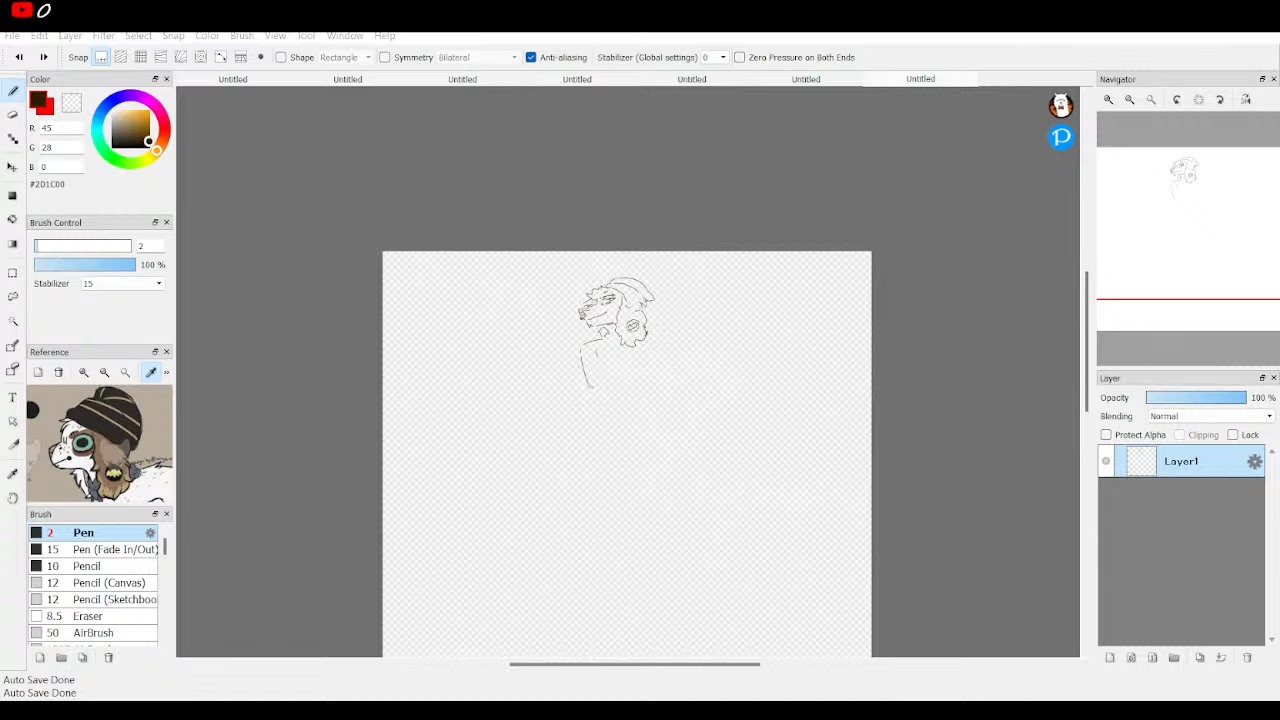 0
File Edit Layer Filter Select Snap Color Brush View Tool Window Help
Snap Shape Rectangle Symmetry Bilateral Anti-aliasing Stabilizer (Global settings) 0 Zero Pressure on Both Ends
Color
Untitled Untitled Untitled Untitled Untitled Untitled Untitled
Navigator
R 45
G 28
B 0
#2D1C00
Brush Control
2
100 %
Stabilizer 15
Reference
Layer
Opacity 100 %
Blending Normal
Protect Alpha Clipping Lock
Layer1
Brush
2 Pen
15 Pen (Fade In/Out)
10 Pencil
12 Pencil (Canvas)
12 Pencil (Sketchboo
8.5 Eraser
50 AirBrush
Auto Save Done
Auto Save Done